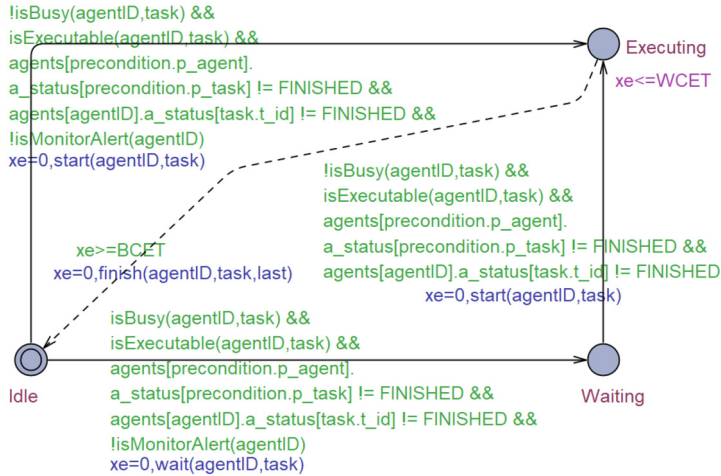 !isBusy(agentID,task) &&
isExecutable(agentID,task) &&
agents[precondition.p_agent].
a_status[precondition.p_task] != FINISHED &&
agents[agentID].a_status[task.t_id] != FINISHED &&
!isMonitorAlert(agentID)
xe=0,start(agentID,task)
Executing
xe<=WCET
!isBusy(agentID,task) &&
isExecutable(agentID,task) &&
agents[precondition.p_agent].
a_status[precondition.p_task] != FINISHED &&
agents[agentID].a_status[task.t_id] != FINISHED
xe=0,start(agentID,task)
xe>=BCET
xe=0,finish(agentID,task,last)
isBusy(agentID,task) &&
isExecutable(agentID,task) &&
agents[precondition.p_agent].
a_status[precondition.p_task] != FINISHED &&
agents[agentID].a_status[task.t_id] != FINISHED &&
!isMonitorAlert(agentID)
xe=0,wait(agentID,task)
Idle
Waiting